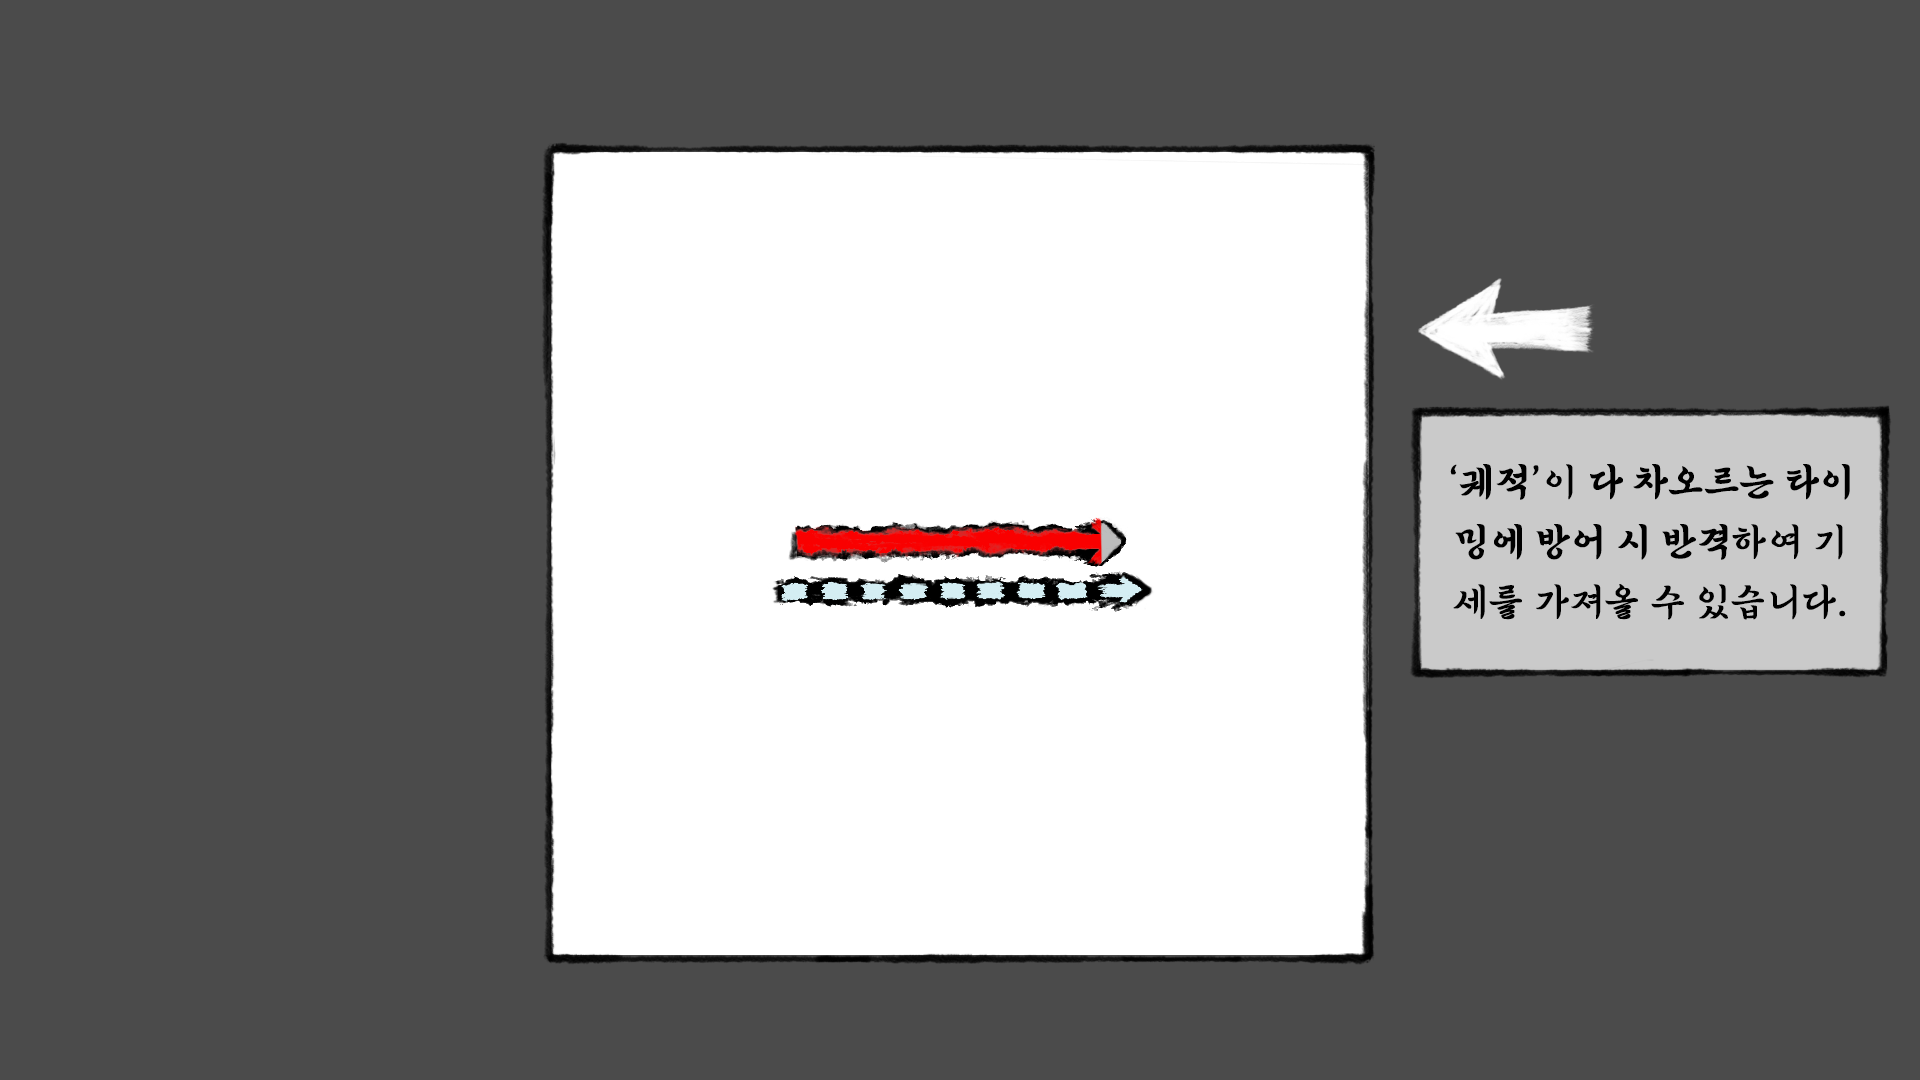 ‘궤적’이 다 차오르는 타이
밍에 방어 시 반격하여 기
세를 가져올 수 있습니다.